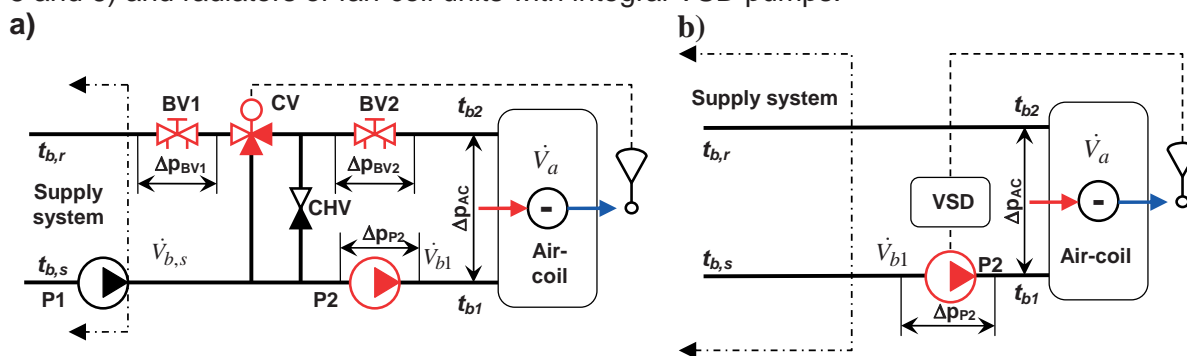 8 and 9) and radiators or fan-coil units with integral VSD pumps.
a)
b)
BV1
CV
BV2
t_b2
t_b,r
Δp_BV1
Δp_BV2
Supply
system
CHV
Δp_AC
V̇_a
-
Δp_P2
V̇_b,s
V̇_b1
Air-
coil
t_b,s
P1
P2
t_b1
Supply system
t_b2
t_b,r
V̇_a
VSD
-
Δp_AC
V̇_b1
t_b,s
P2
Air-coil
t_b1
Δp_P2